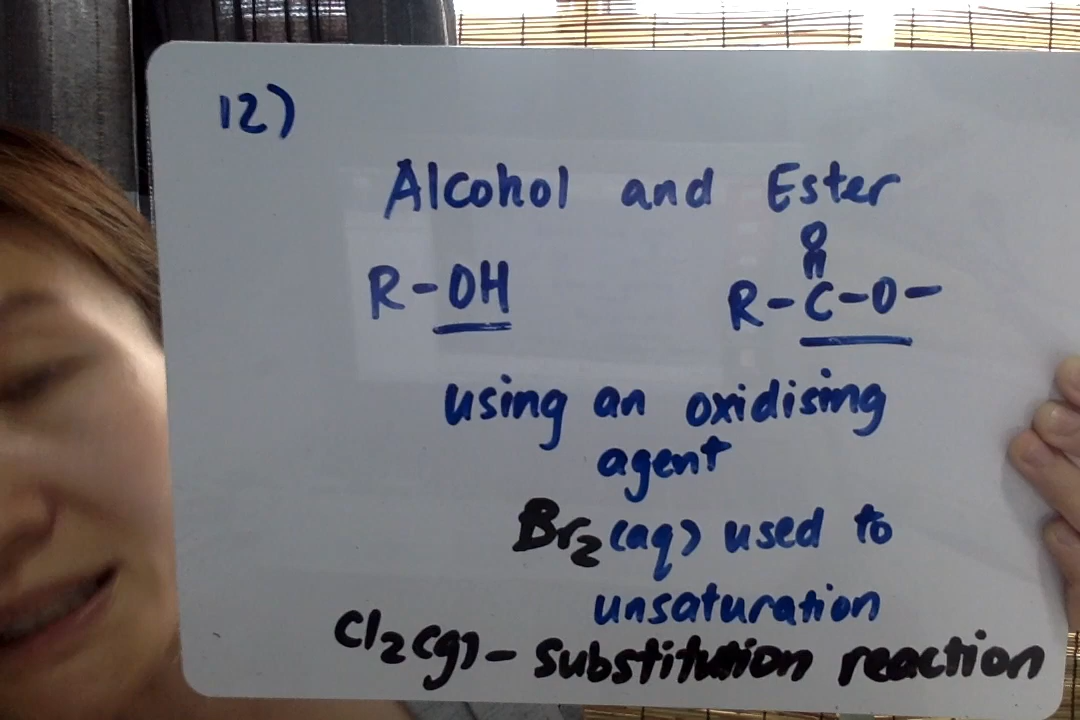 12)
Alcohol and Ester
O
R-OH R-C-O-
using an oxidising
agent
Br2(aq) used to
unsaturation
Cl2(g) - substitution reaction